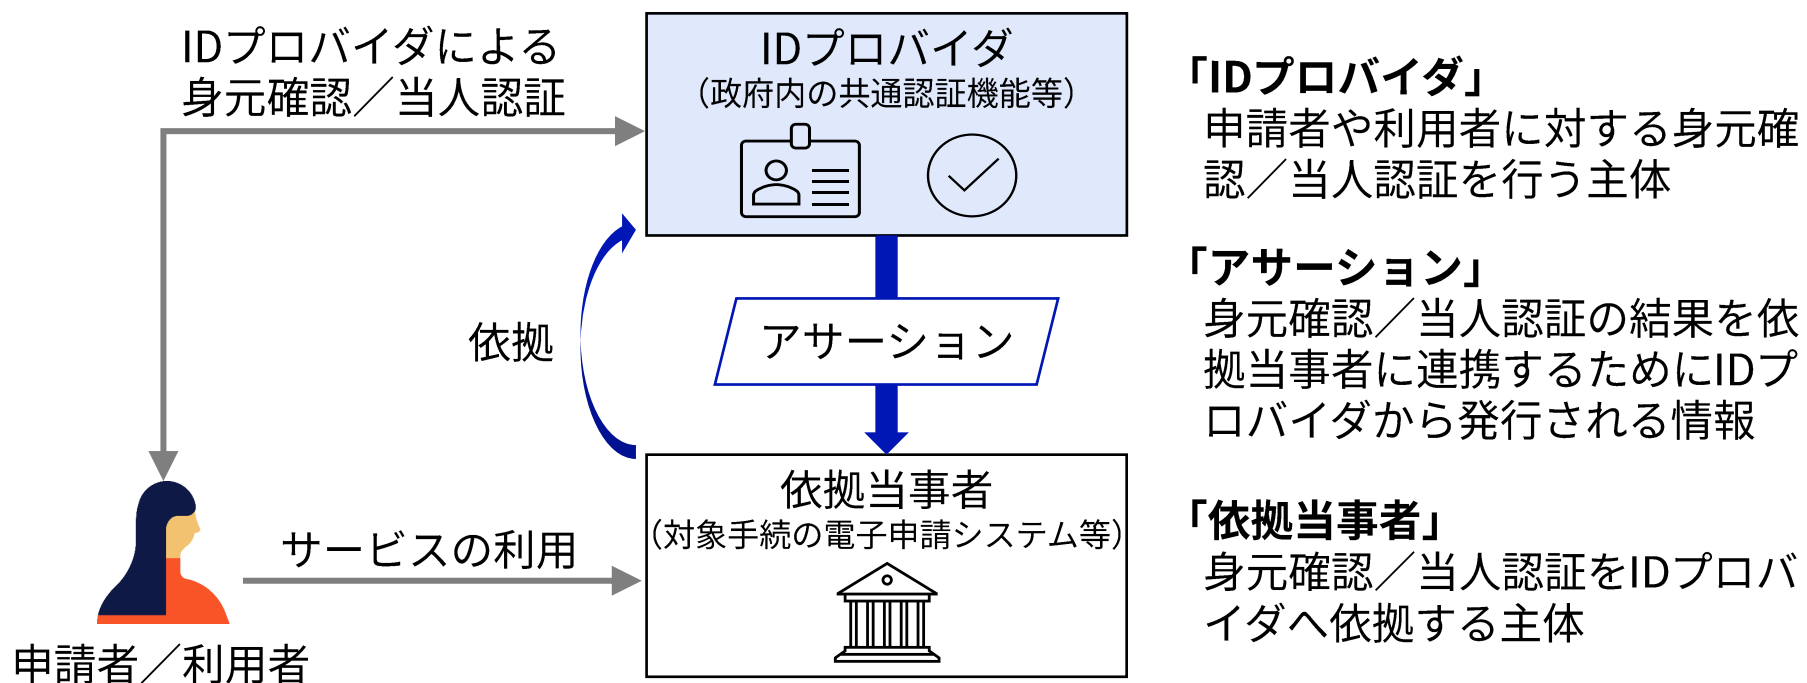 IDプロバイダによる
身元確認／当人認証
IDプロバイダ
（政府内の共通認証機能等）
依拠
アサーション
依拠当事者
（対象手続の電子申請システム等）
サービスの利用
申請者／利用者
「IDプロバイダ」
申請者や利用者に対する身元確
認／当人認証を行う主体
「アサーション」
身元確認／当人認証の結果を依
拠当事者に連携するためにIDプ
ロバイダから発行される情報
「依拠当事者」
身元確認／当人認証をIDプロバ
イダへ依拠する主体